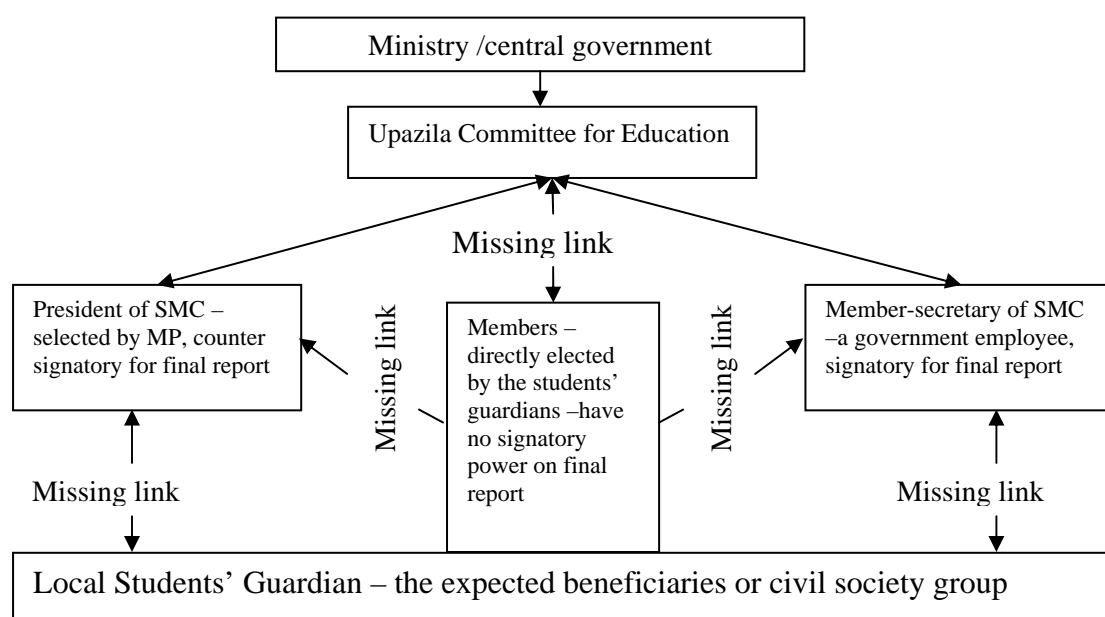 Ministry /central government
Upazila Committee for Education
Missing link
President of SMC –
selected by MP, counter
signatory for final report
Missing link
Members –
directly elected
by the students’
guardians –have
no signatory
power on final
report
Missing link
Member-secretary of SMC
–a government employee,
signatory for final report
Missing link
Missing link
Local Students’ Guardian – the expected beneficiaries or civil society group